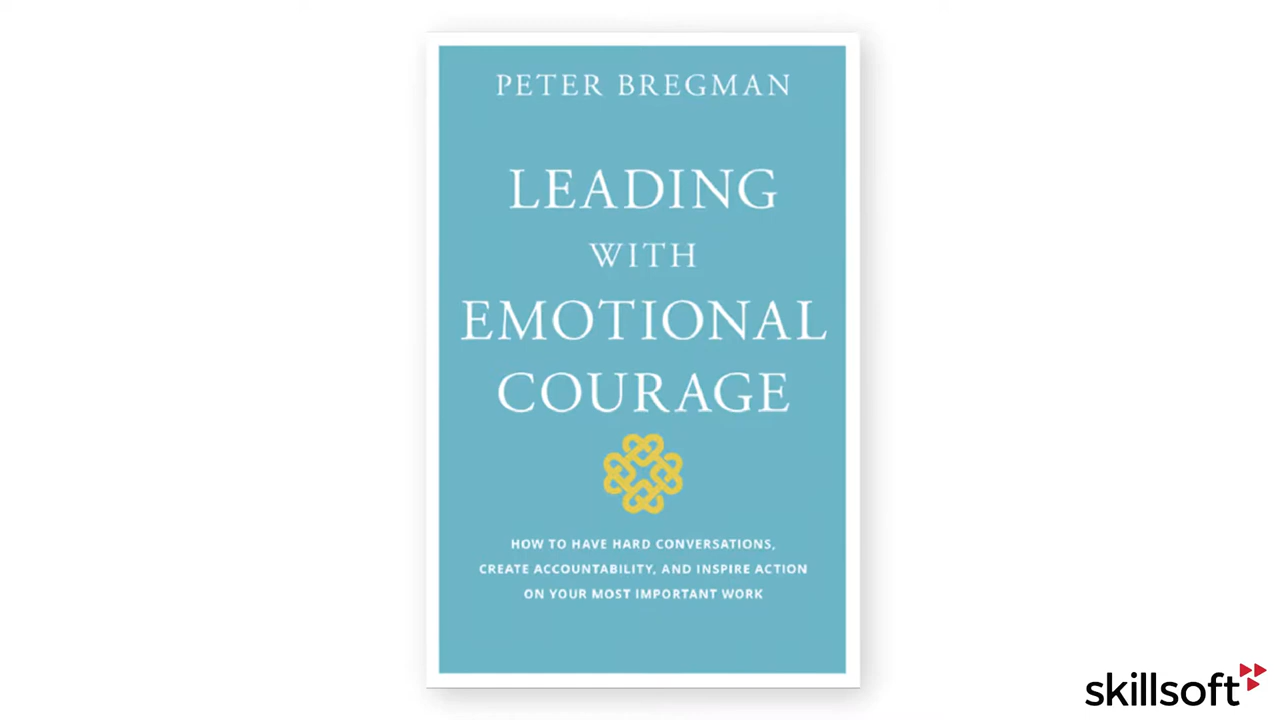 PETER BREGMAN
LEADING
WITH
EMOTIONAL
COURAGE
HOW TO HAVE HARD CONVERSATIONS,
CREATE ACCOUNTABILITY, AND INSPIRE ACTION
ON YOUR MOST IMPORTANT WORK
skillsoft